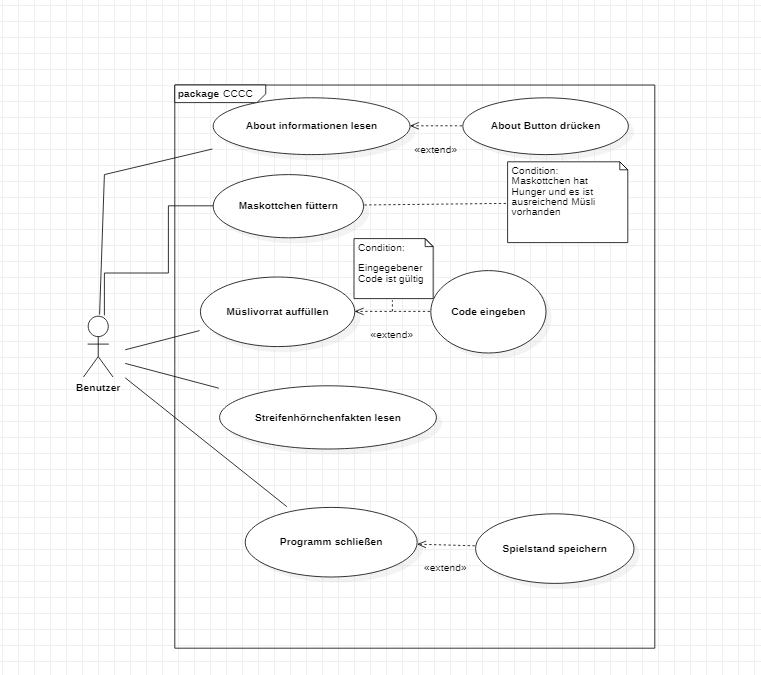 package CCCC
About informationen lesen
About Button drücken
«extend»
Condition:
Maskottchen hat
Hunger und es ist
ausreichend Müsli
vorhanden
Maskottchen füttern
Condition:
Eingegebener
Code ist gültig
Müslivorrat auffüllen
Code eingeben
«extend»
Benutzer
Streifenhörnchenfakten lesen
Programm schließen
Spielstand speichern
«extend»